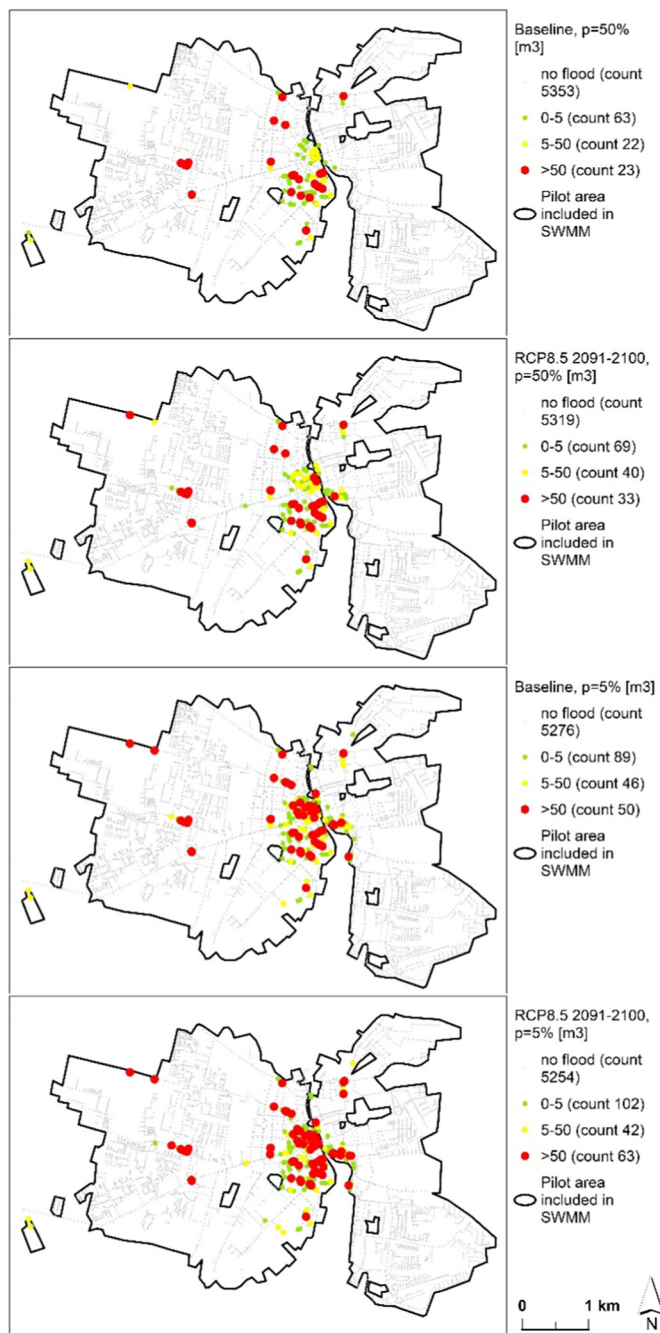 Baseline, p=50%
[m3]
no flood (count
5353)
0-5 (count 63)
5-50 (count 22)
>50 (count 23)
Pilot area
included in
SWMM
RCP8.5 2091-2100,
p=50% [m3]
no flood (count
5319)
0-5 (count 69)
5-50 (count 40)
>50 (count 33)
Pilot area
included in
SWMM
Baseline, p=5% [m3]
no flood (count
5276)
0-5 (count 89)
5-50 (count 46)
>50 (count 50)
Pilot area
included in
SWMM
RCP8.5 2091-2100,
p=5% [m3]
no flood (count
5254)
0-5 (count 102)
5-50 (count 42)
>50 (count 63)
Pilot area
included in
SWMM
0 1 km
N